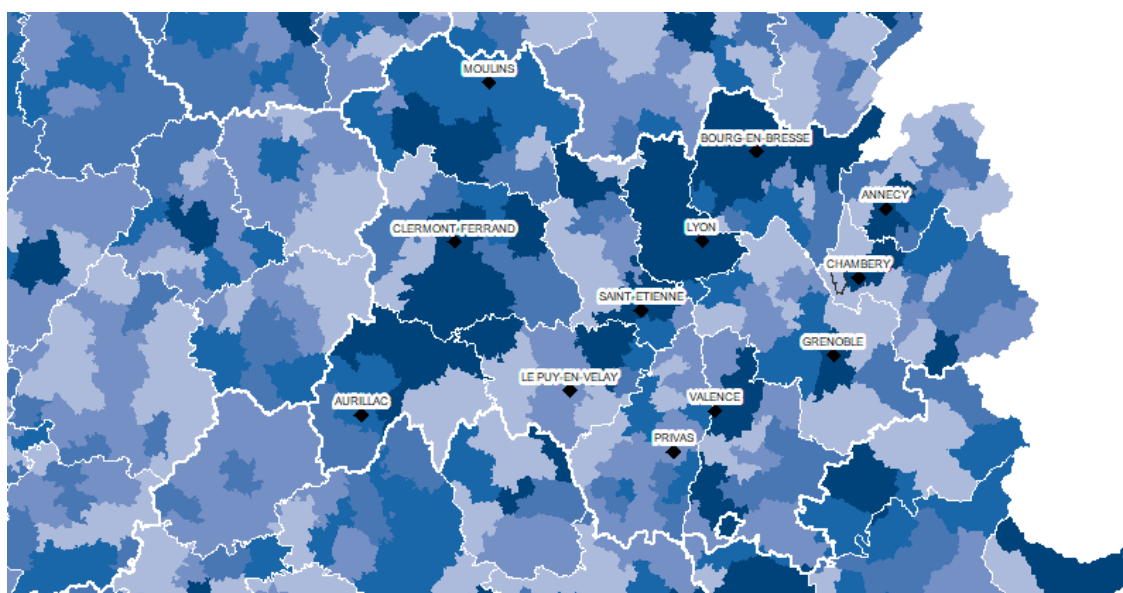 MOULINS
BOURG-EN-BRESSE
ANNECY
CLERMONT-FERRAND
LYON
CHAMBERY
SAINT-ETIENNE
GRENOBLE
LE PUY-EN-VELAY
AURILLAC
VALENCE
PRIVAS